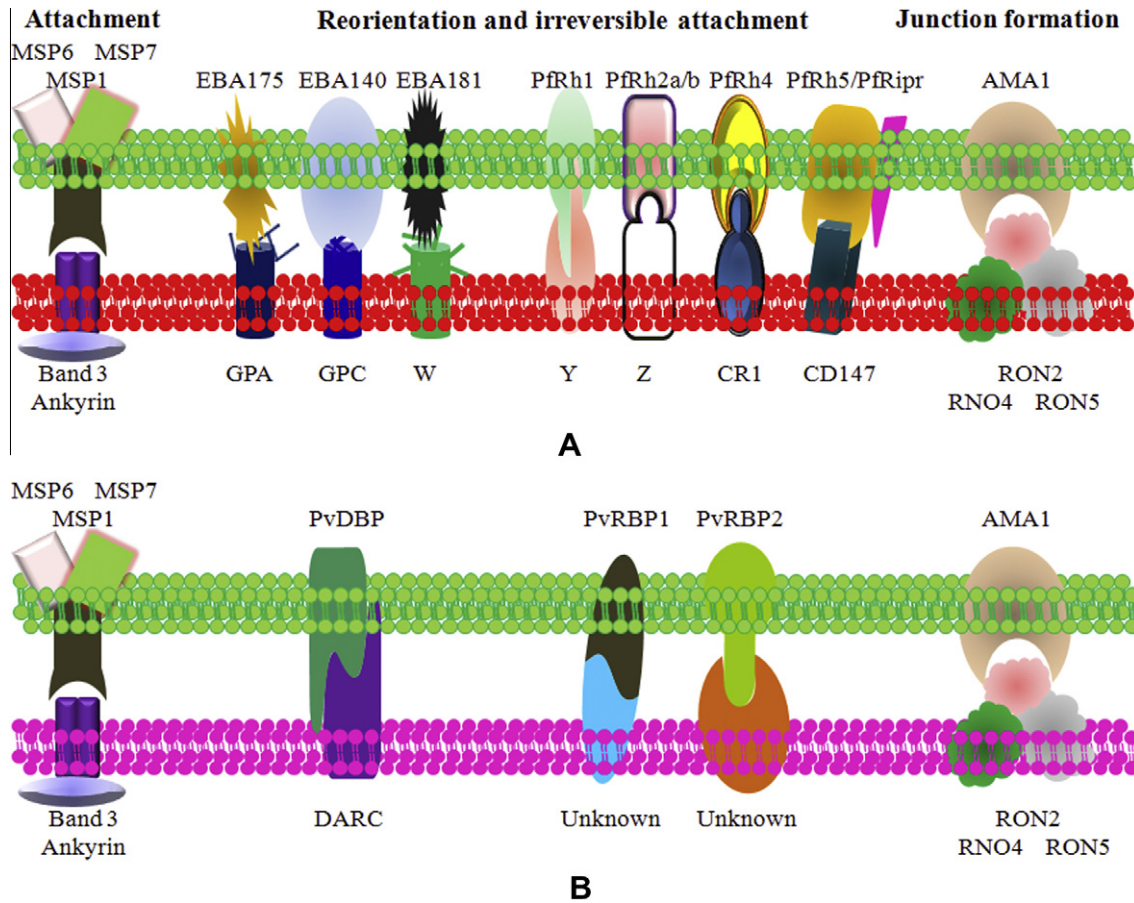 Attachment Reorientation and irreversible attachment Junction formation
MSP6 MSP7
MSP1 EBA175 EBA140 EBA181 PfRh1 PfRh2a/b PfRh4 PfRh5/PfRipr AMA1
Band 3 GPA GPC W Y Z CR1 CD147 RON2
Ankyrin RNO4 RON5
A
MSP6 MSP7
MSP1 PvDBP PvRBP1 PvRBP2 AMA1
Band 3 DARC Unknown Unknown RON2
Ankyrin RNO4 RON5
B